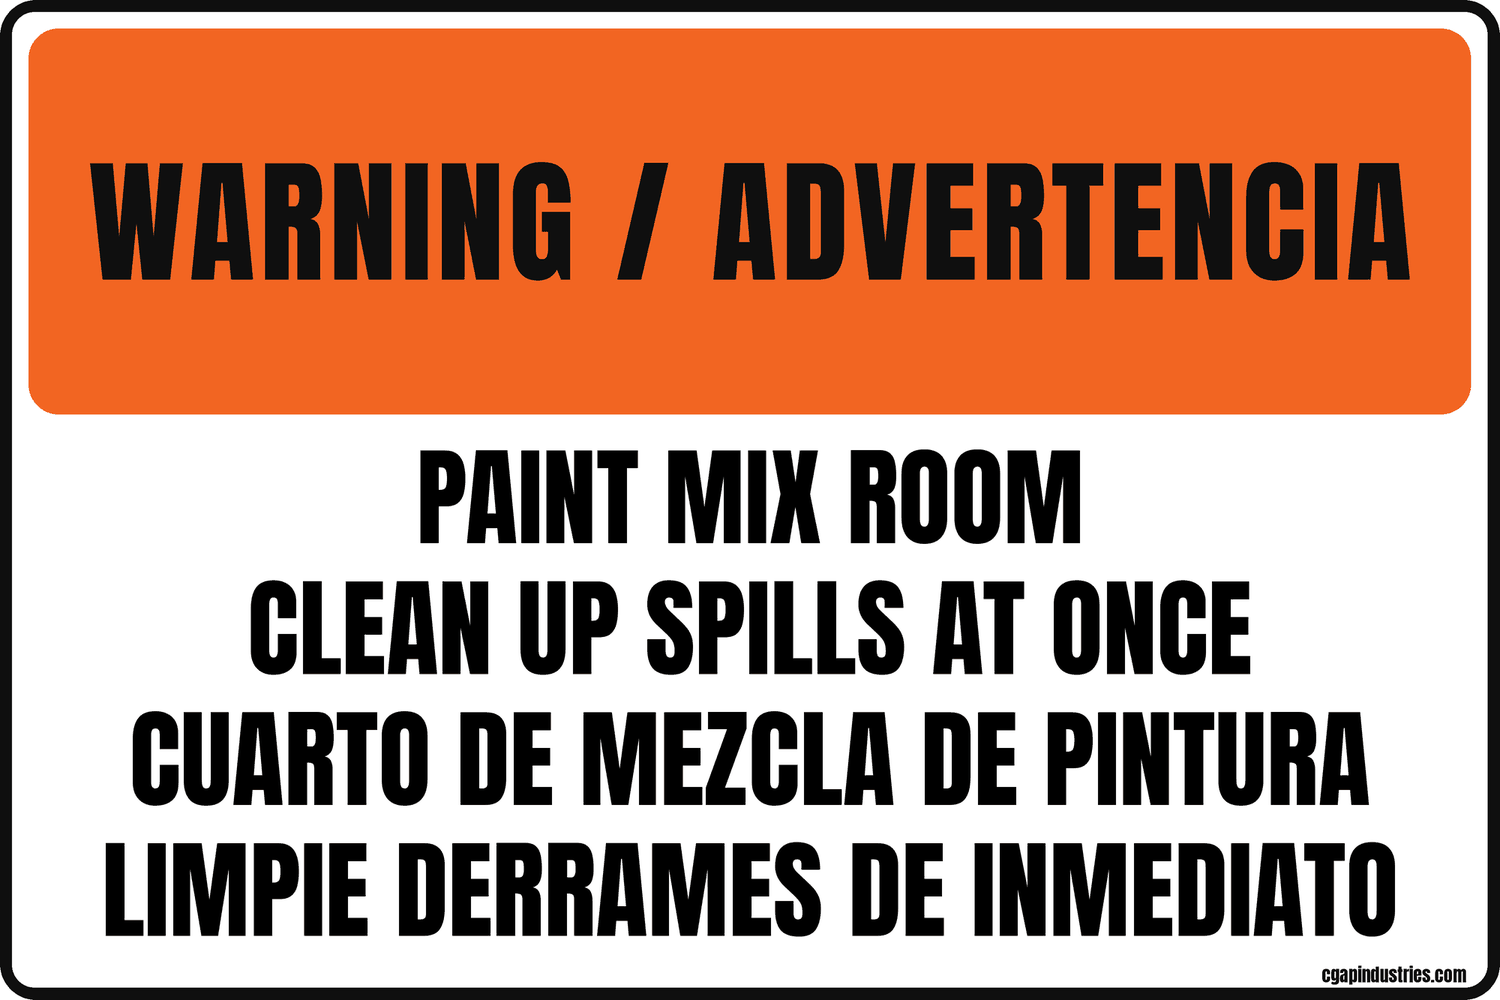 WARNING / ADVERTENCIA
PAINT MIX ROOM
CLEAN UP SPILLS AT ONCE
CUARTO DE MEZCLA DE PINTURA
LIMPIE DERRAMES DE INMEDIATO
cgapindustries.com